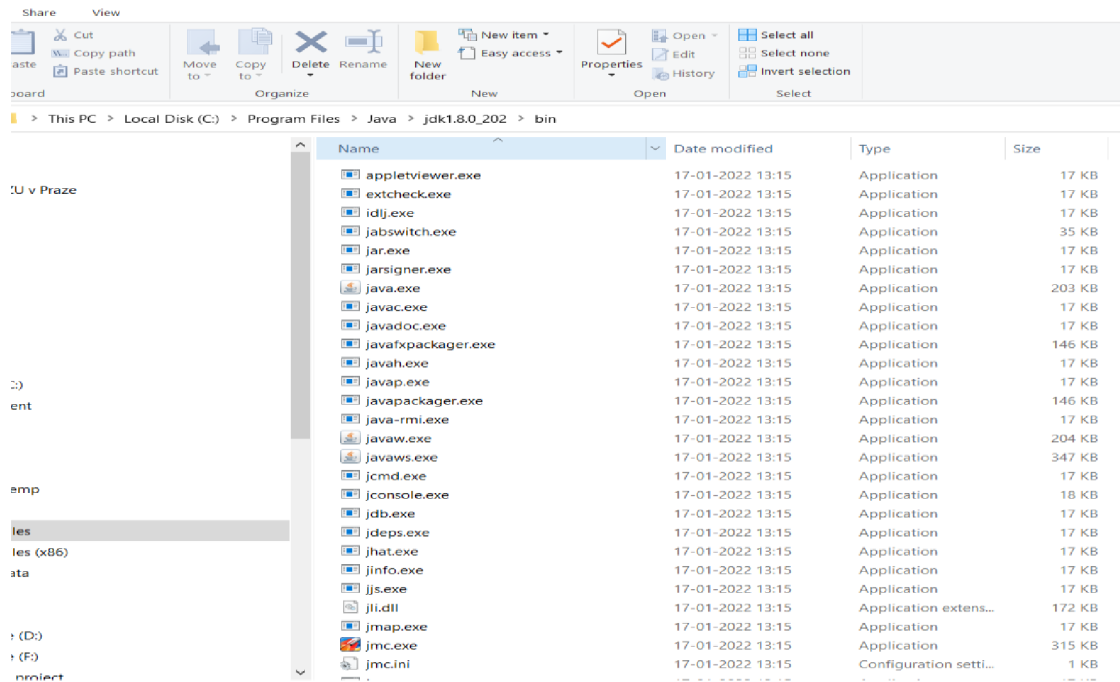 Share View
Cut
Copy path
Paste shortcut
aste
Move to
Copy to
Delete
Rename
Organize
New folder
New item
Easy access
New
Properties
Open
Edit
History
Open
Select all
Select none
Invert selection
Select
oard
> This PC > Local Disk (C:) > Program Files > Java > jdk1.8.0_202 > bin
Name Date modified Type Size
appletviewer.exe 17-01-2022 13:15 Application 17 KB
extcheck.exe 17-01-2022 13:15 Application 17 KB
idlj.exe 17-01-2022 13:15 Application 17 KB
jabswitch.exe 17-01-2022 13:15 Application 35 KB
jar.exe 17-01-2022 13:15 Application 17 KB
jarsigner.exe 17-01-2022 13:15 Application 17 KB
java.exe 17-01-2022 13:15 Application 203 KB
javac.exe 17-01-2022 13:15 Application 17 KB
javadoc.exe 17-01-2022 13:15 Application 17 KB
javafxpackager.exe 17-01-2022 13:15 Application 146 KB
javah.exe 17-01-2022 13:15 Application 17 KB
javap.exe 17-01-2022 13:15 Application 17 KB
javapackager.exe 17-01-2022 13:15 Application 146 KB
java-rmi.exe 17-01-2022 13:15 Application 17 KB
javaw.exe 17-01-2022 13:15 Application 204 KB
javaws.exe 17-01-2022 13:15 Application 347 KB
jcmd.exe 17-01-2022 13:15 Application 17 KB
jconsole.exe 17-01-2022 13:15 Application 18 KB
jdb.exe 17-01-2022 13:15 Application 17 KB
jdeps.exe 17-01-2022 13:15 Application 17 KB
jhat.exe 17-01-2022 13:15 Application 17 KB
jinfo.exe 17-01-2022 13:15 Application 17 KB
jjs.exe 17-01-2022 13:15 Application 17 KB
jli.dll 17-01-2022 13:15 Application extens... 172 KB
jmap.exe 17-01-2022 13:15 Application 17 KB
jmc.exe 17-01-2022 13:15 Application 315 KB
jmc.ini 17-01-2022 13:15 Configuration setti... 1 KB
ZU v Praze
C:)
ent
emp
les
les (x86)
ata
(D:)
(F:)
project